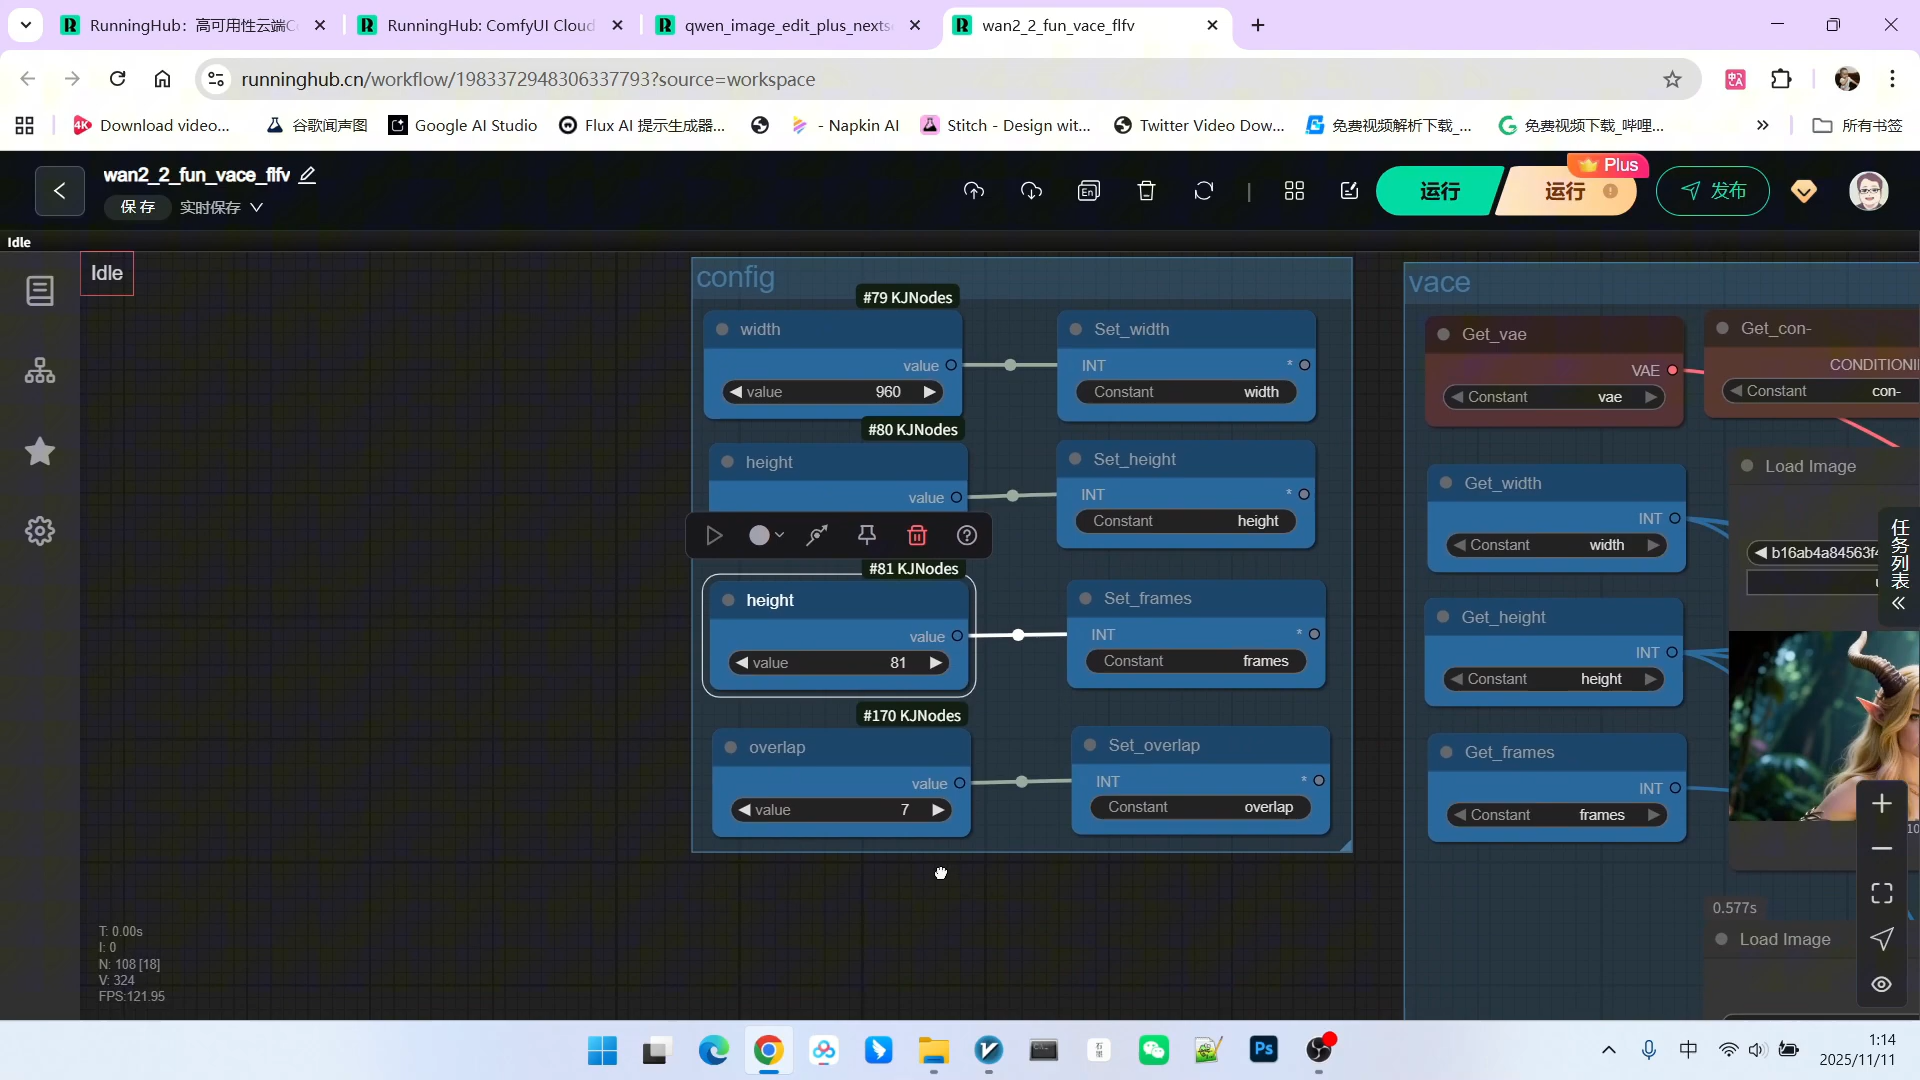 RunningHub：高可用性云端C
RunningHub: ComfyUI Cloud
qwen_image_edit_plus_nextsc
wan2_2_fun_vace_flfv
runninghub.cn/workflow/1983372948306337793?source=workspace
Download video...
谷歌闻声图
Google AI Studio
Flux AI 提示生成器...
- Napkin AI
Stitch - Design wit...
Twitter Video Dow...
免费视频解析下载_...
免费视频下载_哔哩...
所有书签
wan2_2_fun_vace_flfv
保存
实时保存
En
运行
运行
Plus
发布
Idle
Idle
config
#79 KJNodes
width
value
value 960
Set_width
INT *
Constant width
#80 KJNodes
height
value
Set_height
INT *
Constant height
#81 KJNodes
height
value
value 81
Set_frames
INT *
Constant frames
#170 KJNodes
overlap
value
value 7
Set_overlap
INT *
Constant overlap
vace
Get_vae
VAE
Constant vae
Get_con-
CONDITIONI
Constant con-
Get_width
INT
Constant width
Load Image
b16ab4a84563f4
Get_height
INT
Constant height
Get_frames
INT
Constant frames
任务列表
10
0.577s
Load Image
T: 0.00s
I: 0
N: 108 [18]
V: 324
FPS:121.95
Ps
中
1:14
2025/11/11